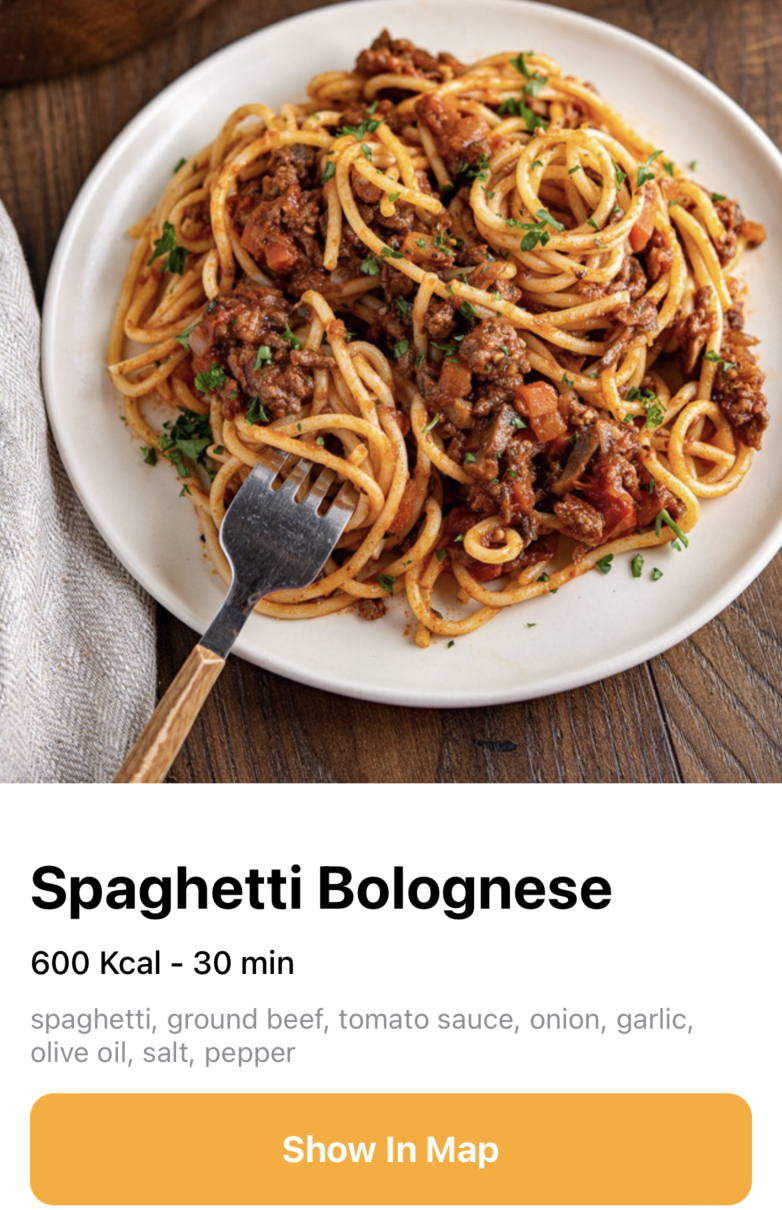 Spaghetti Bolognese
600 Kcal - 30 min
spaghetti, ground beef, tomato sauce, onion, garlic,
olive oil, salt, pepper
Show In Map